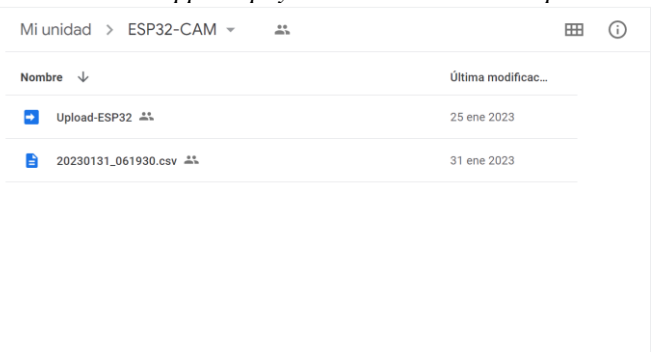 Mi unidad > ESP32-CAM
Nombre ↓ Última modificac...
Upload-ESP32 25 ene 2023
20230131_061930.csv 31 ene 2023